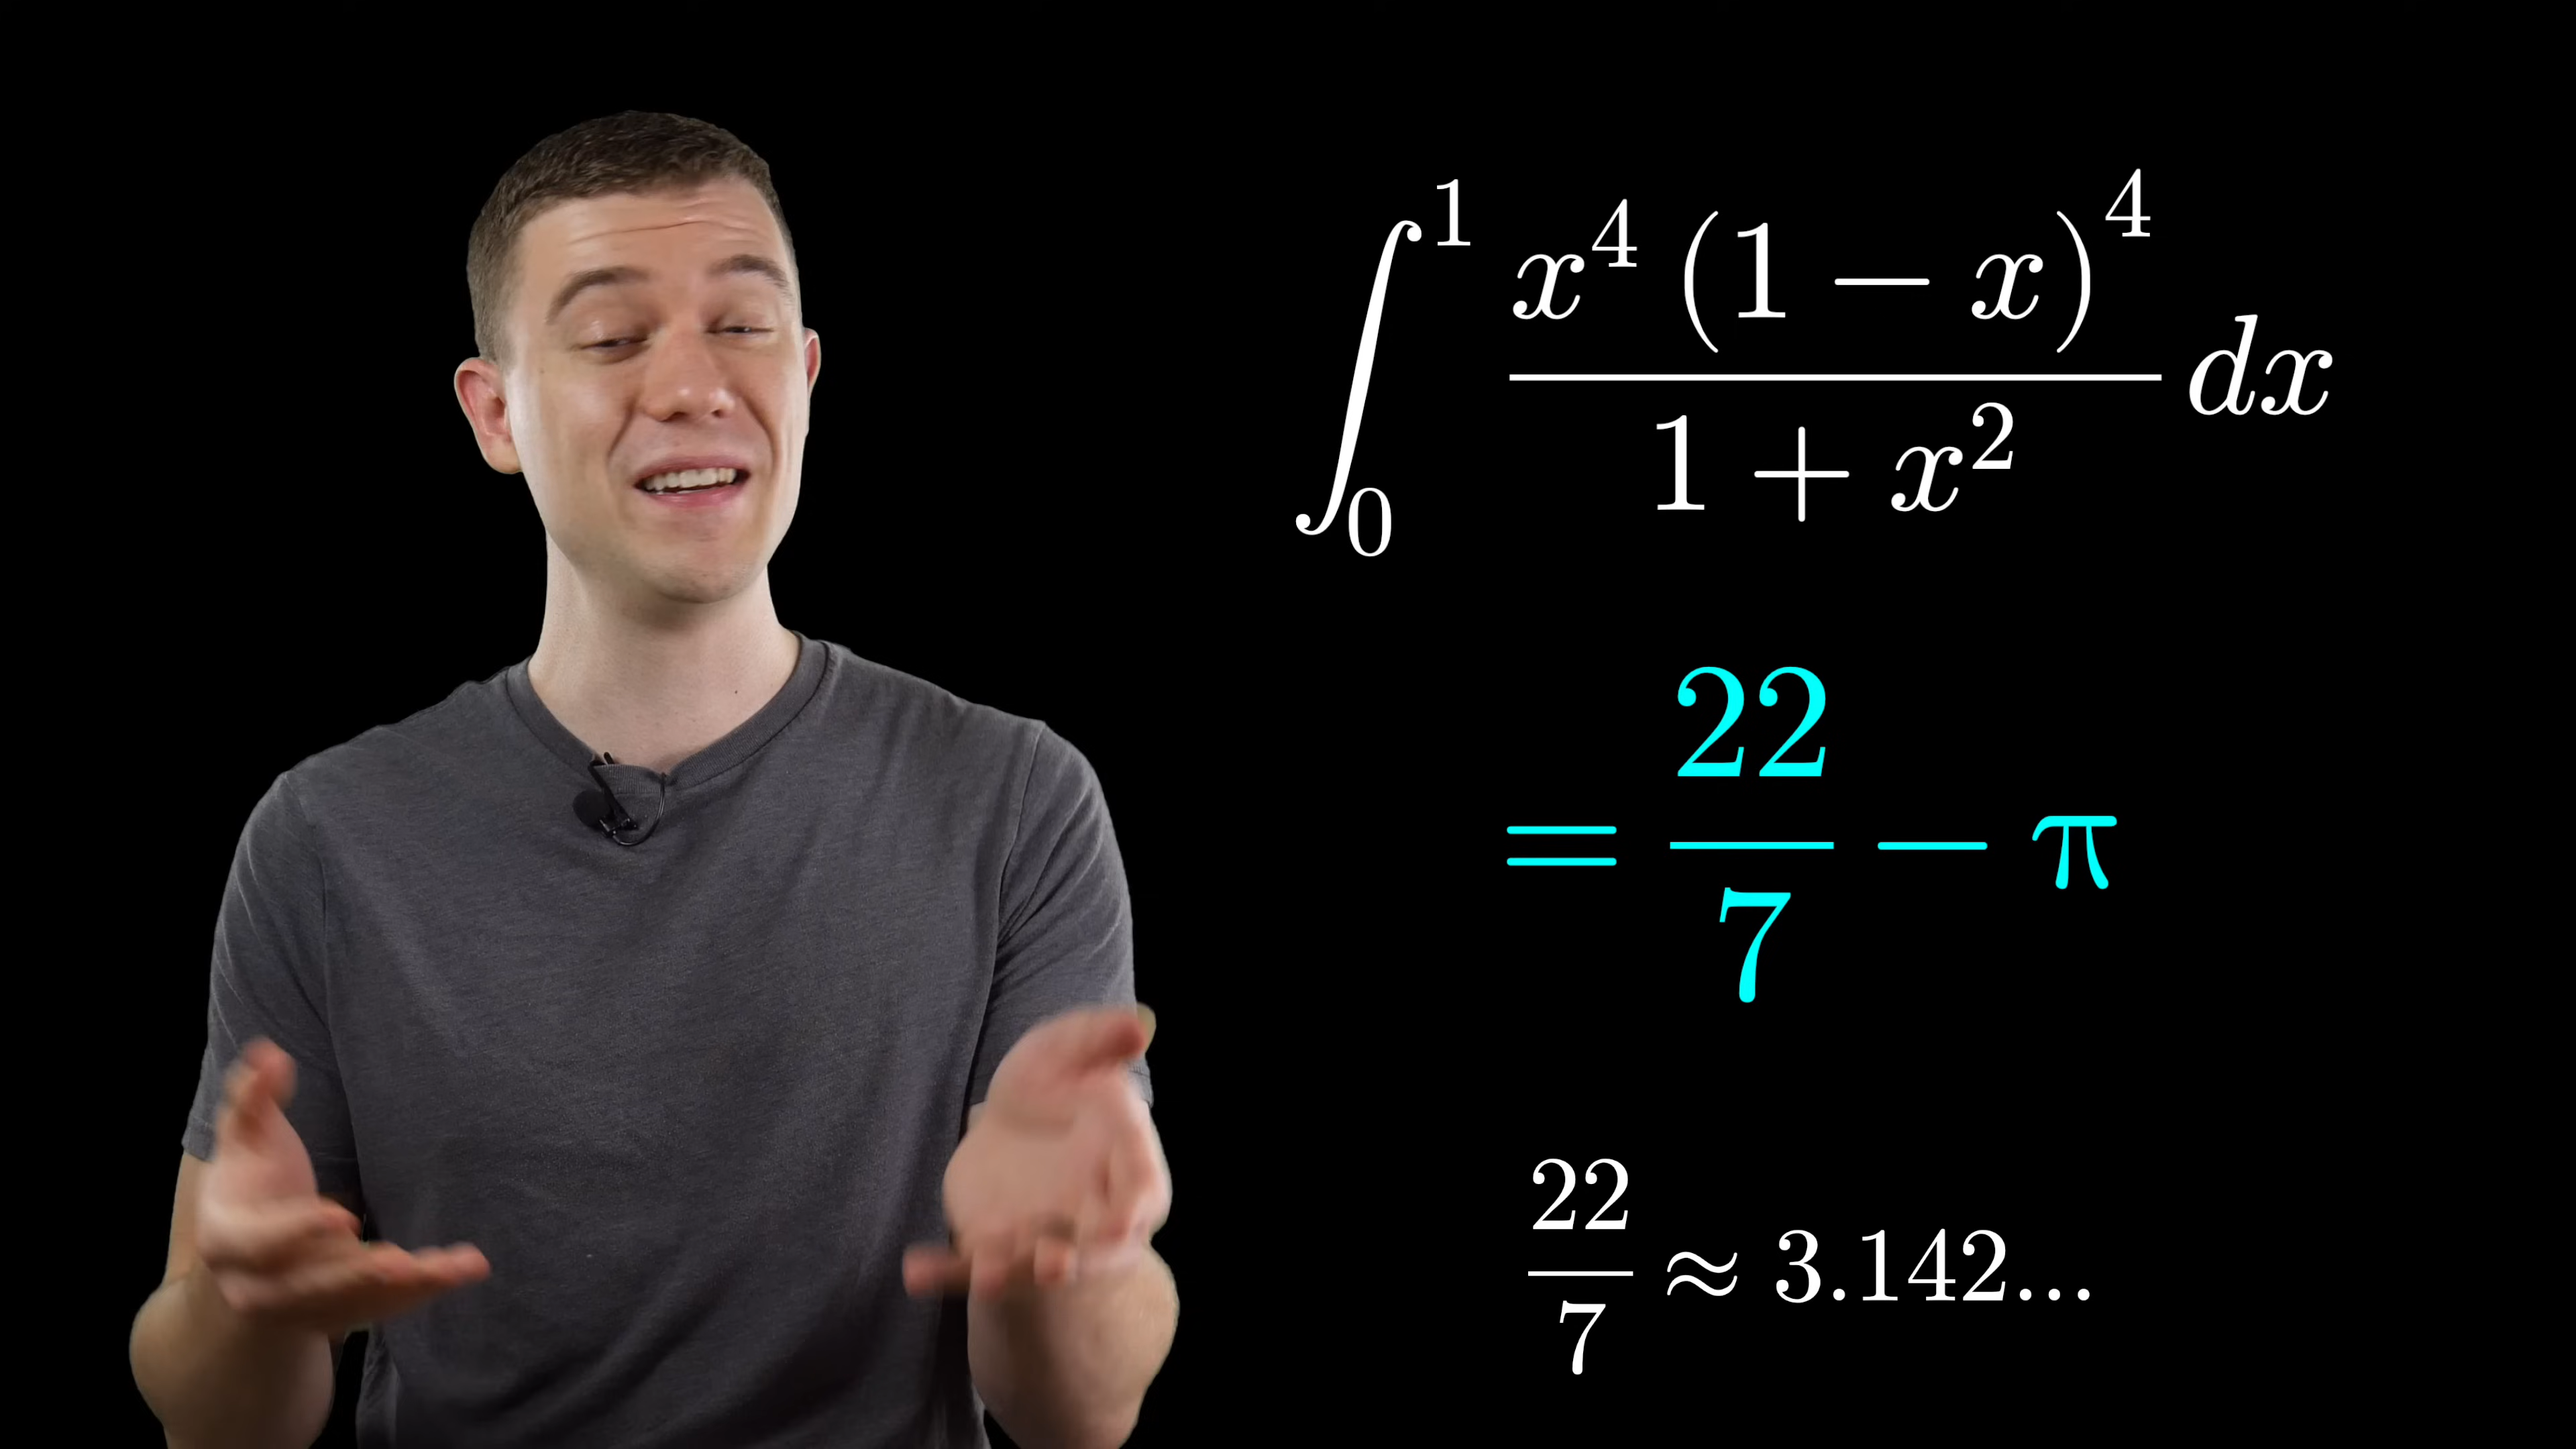 ∫₀¹ x⁴ (1 − x)⁴ / 1 + x² dx
= 22/7 − π
22/7 ≈ 3.142...